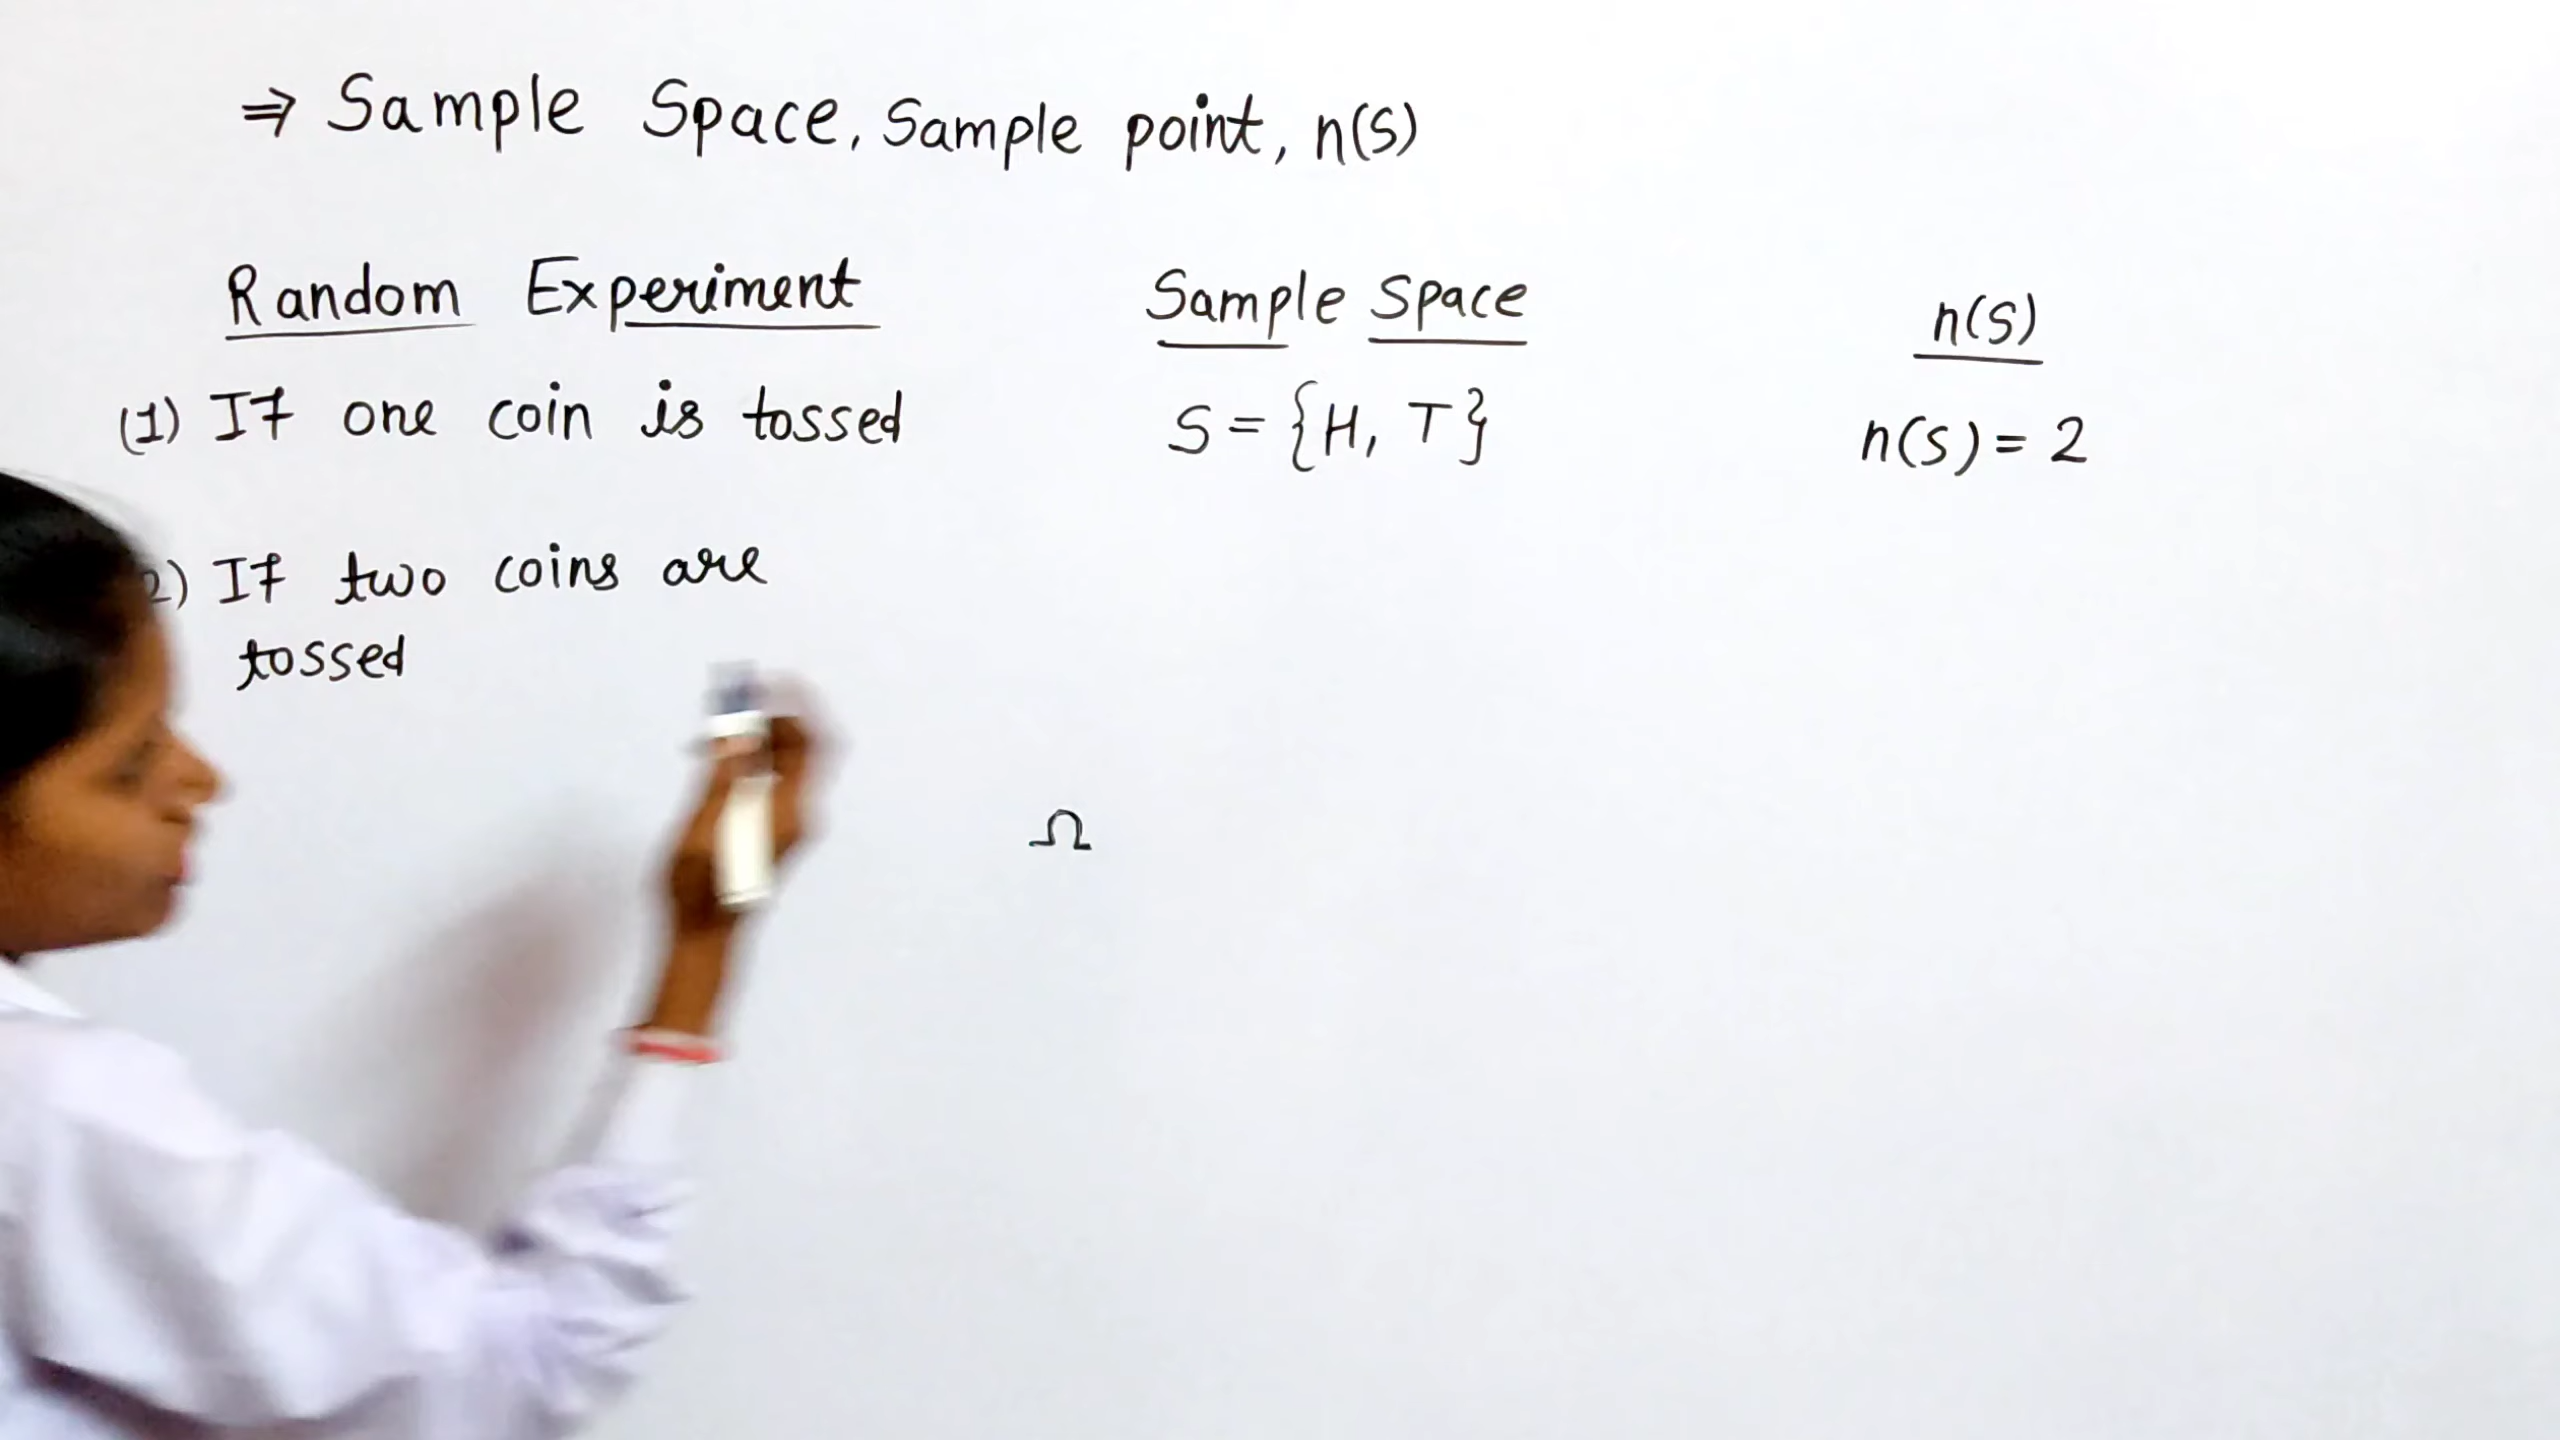 ⇒ Sample Space, Sample point, n(S)
Random Experiment Sample Space n(S)
(1) If one coin is tossed S = {H, T} n(S) = 2
2) If two coins are
tossed
Ω